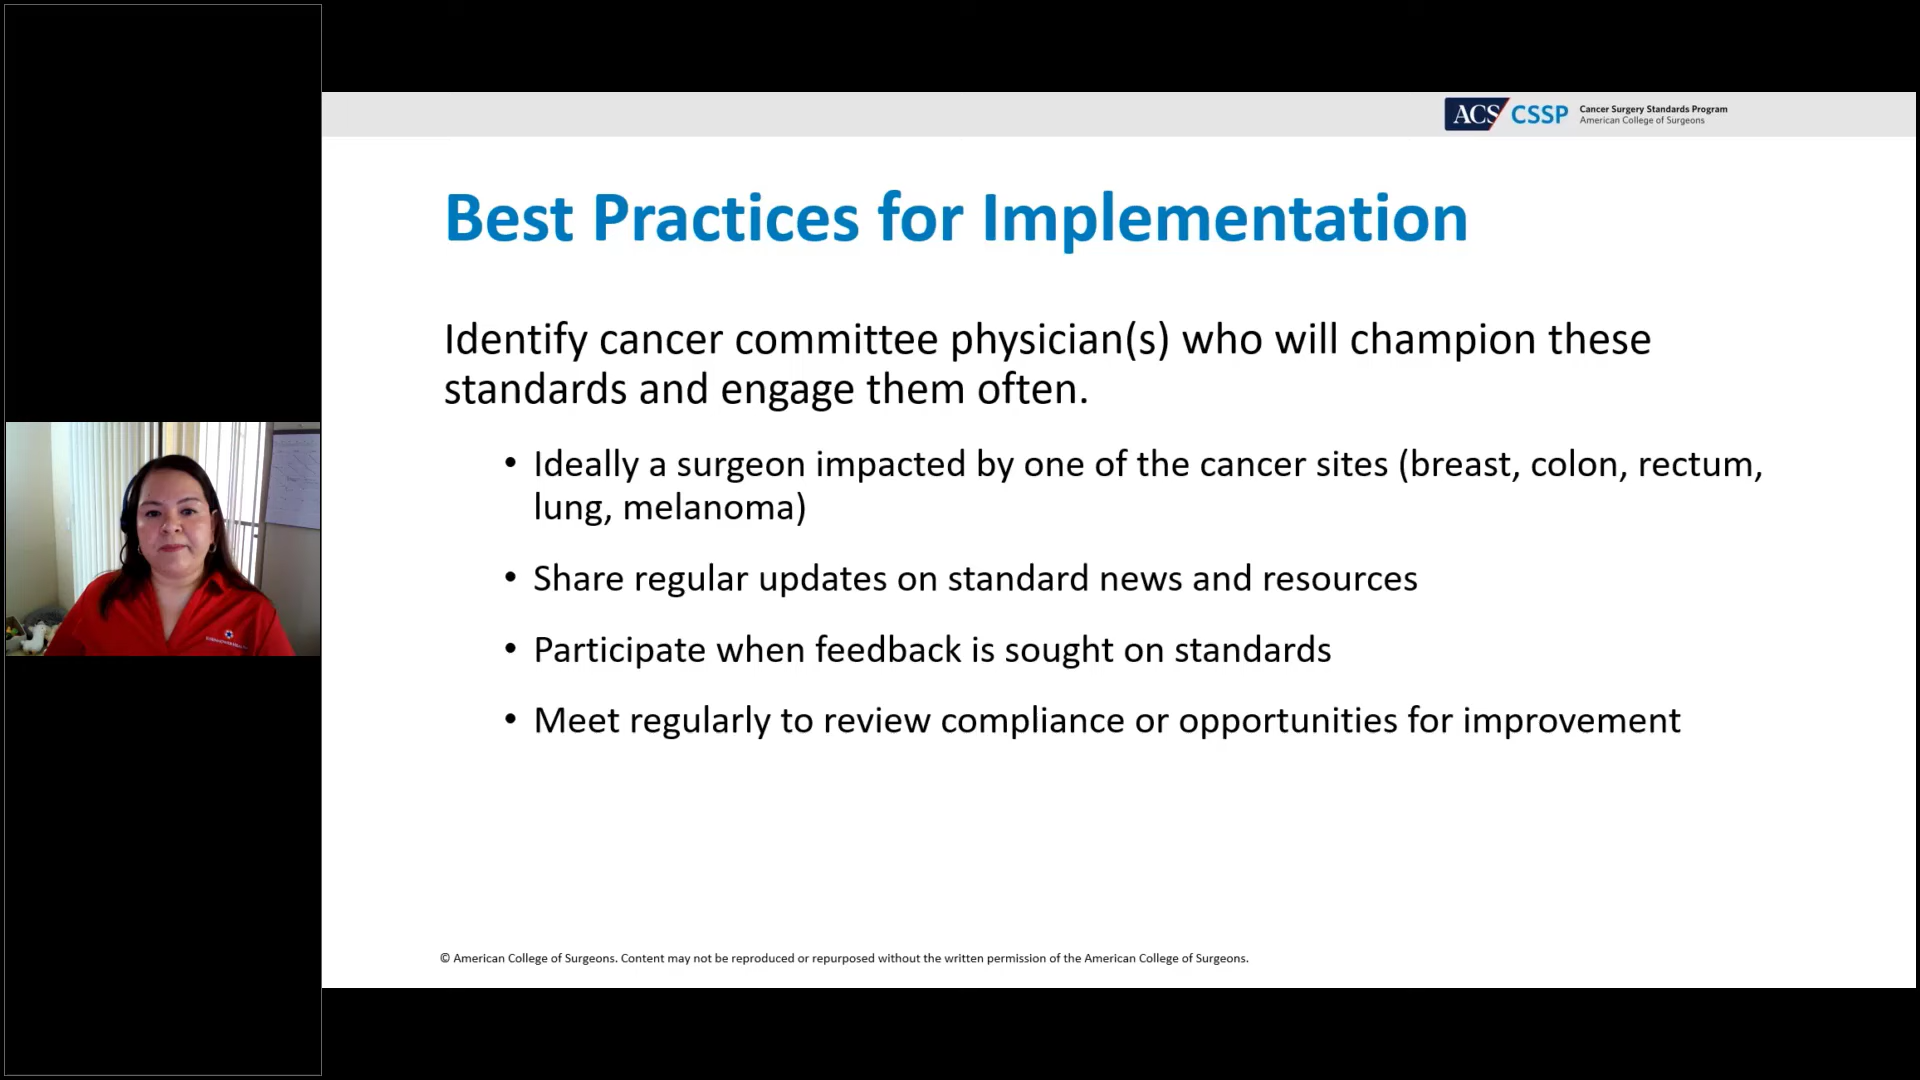 ACS CSSP Cancer Surgery Standards Program
American College of Surgeons
Best Practices for Implementation
Identify cancer committee physician(s) who will champion these
standards and engage them often.
• Ideally a surgeon impacted by one of the cancer sites (breast, colon, rectum,
lung, melanoma)
• Share regular updates on standard news and resources
• Participate when feedback is sought on standards
• Meet regularly to review compliance or opportunities for improvement
© American College of Surgeons. Content may not be reproduced or repurposed without the written permission of the American College of Surgeons.